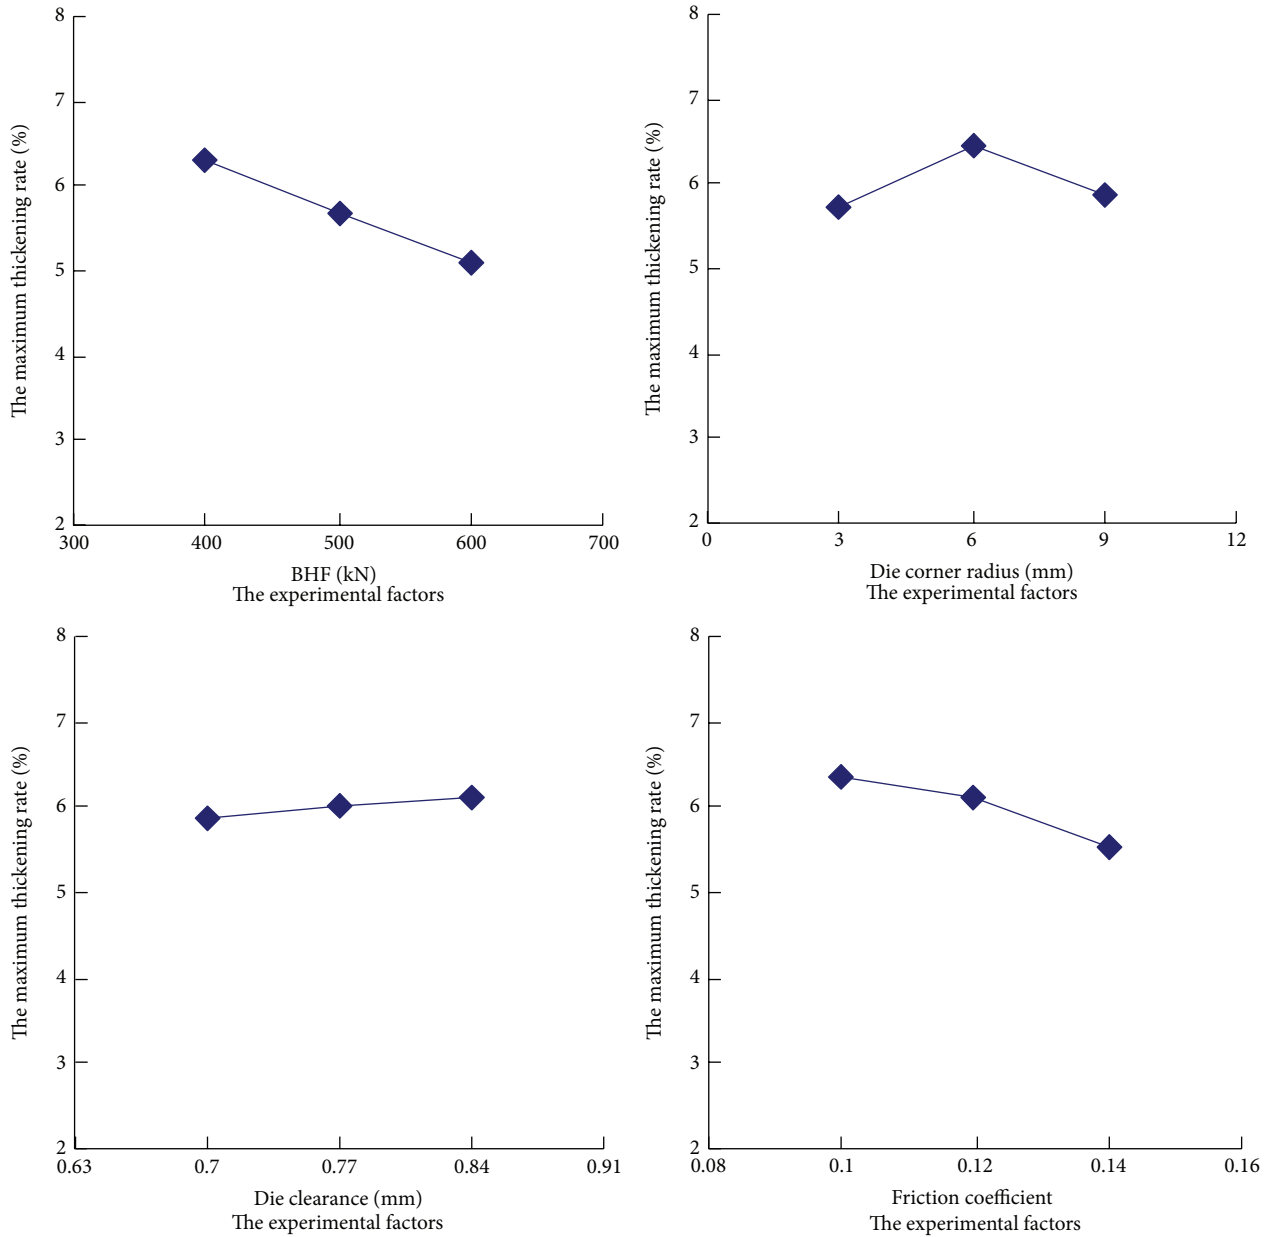 8
7
6
5
4
3
2
The maximum thickening rate (%)
300 400 500 600 700
BHF (kN)
The experimental factors
8
7
6
5
4
3
2
The maximum thickening rate (%)
0 3 6 9 12
Die corner radius (mm)
The experimental factors
8
7
6
5
4
3
2
The maximum thickening rate (%)
0.63 0.7 0.77 0.84 0.91
Die clearance (mm)
The experimental factors
8
7
6
5
4
3
2
The maximum thickening rate (%)
0.08 0.1 0.12 0.14 0.16
Friction coefficient
The experimental factors